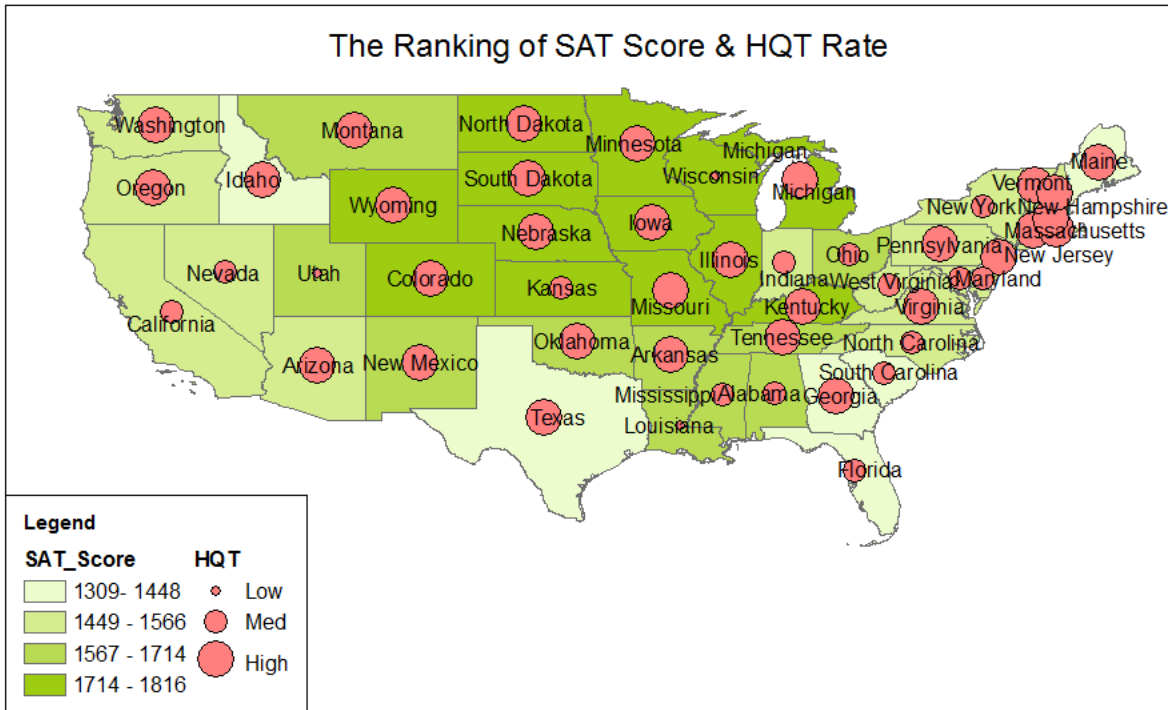 The Ranking of SAT Score & HQT Rate
Washington
Montana
North Dakota
Minnesota
Michigan
Maine
Oregon
Idaho
South Dakota
Wisconsin
Michigan
Vermont
Wyoming
Iowa
New York
New Hampshire
Nebraska
Massachusetts
Pennsylvania
New Jersey
Nevada
Utah
Colorado
Kansas
Illinois
Indiana
Ohio
West Virginia
Maryland
California
Missouri
Kentucky
Virginia
Arizona
New Mexico
Oklahoma
Arkansas
Tennessee
North Carolina
South Carolina
Mississippi
Alabama
Georgia
Texas
Louisiana
Florida
Legend
SAT_Score
HQT
1309- 1448
Low
1449 - 1566
Med
1567 - 1714
High
1714 - 1816